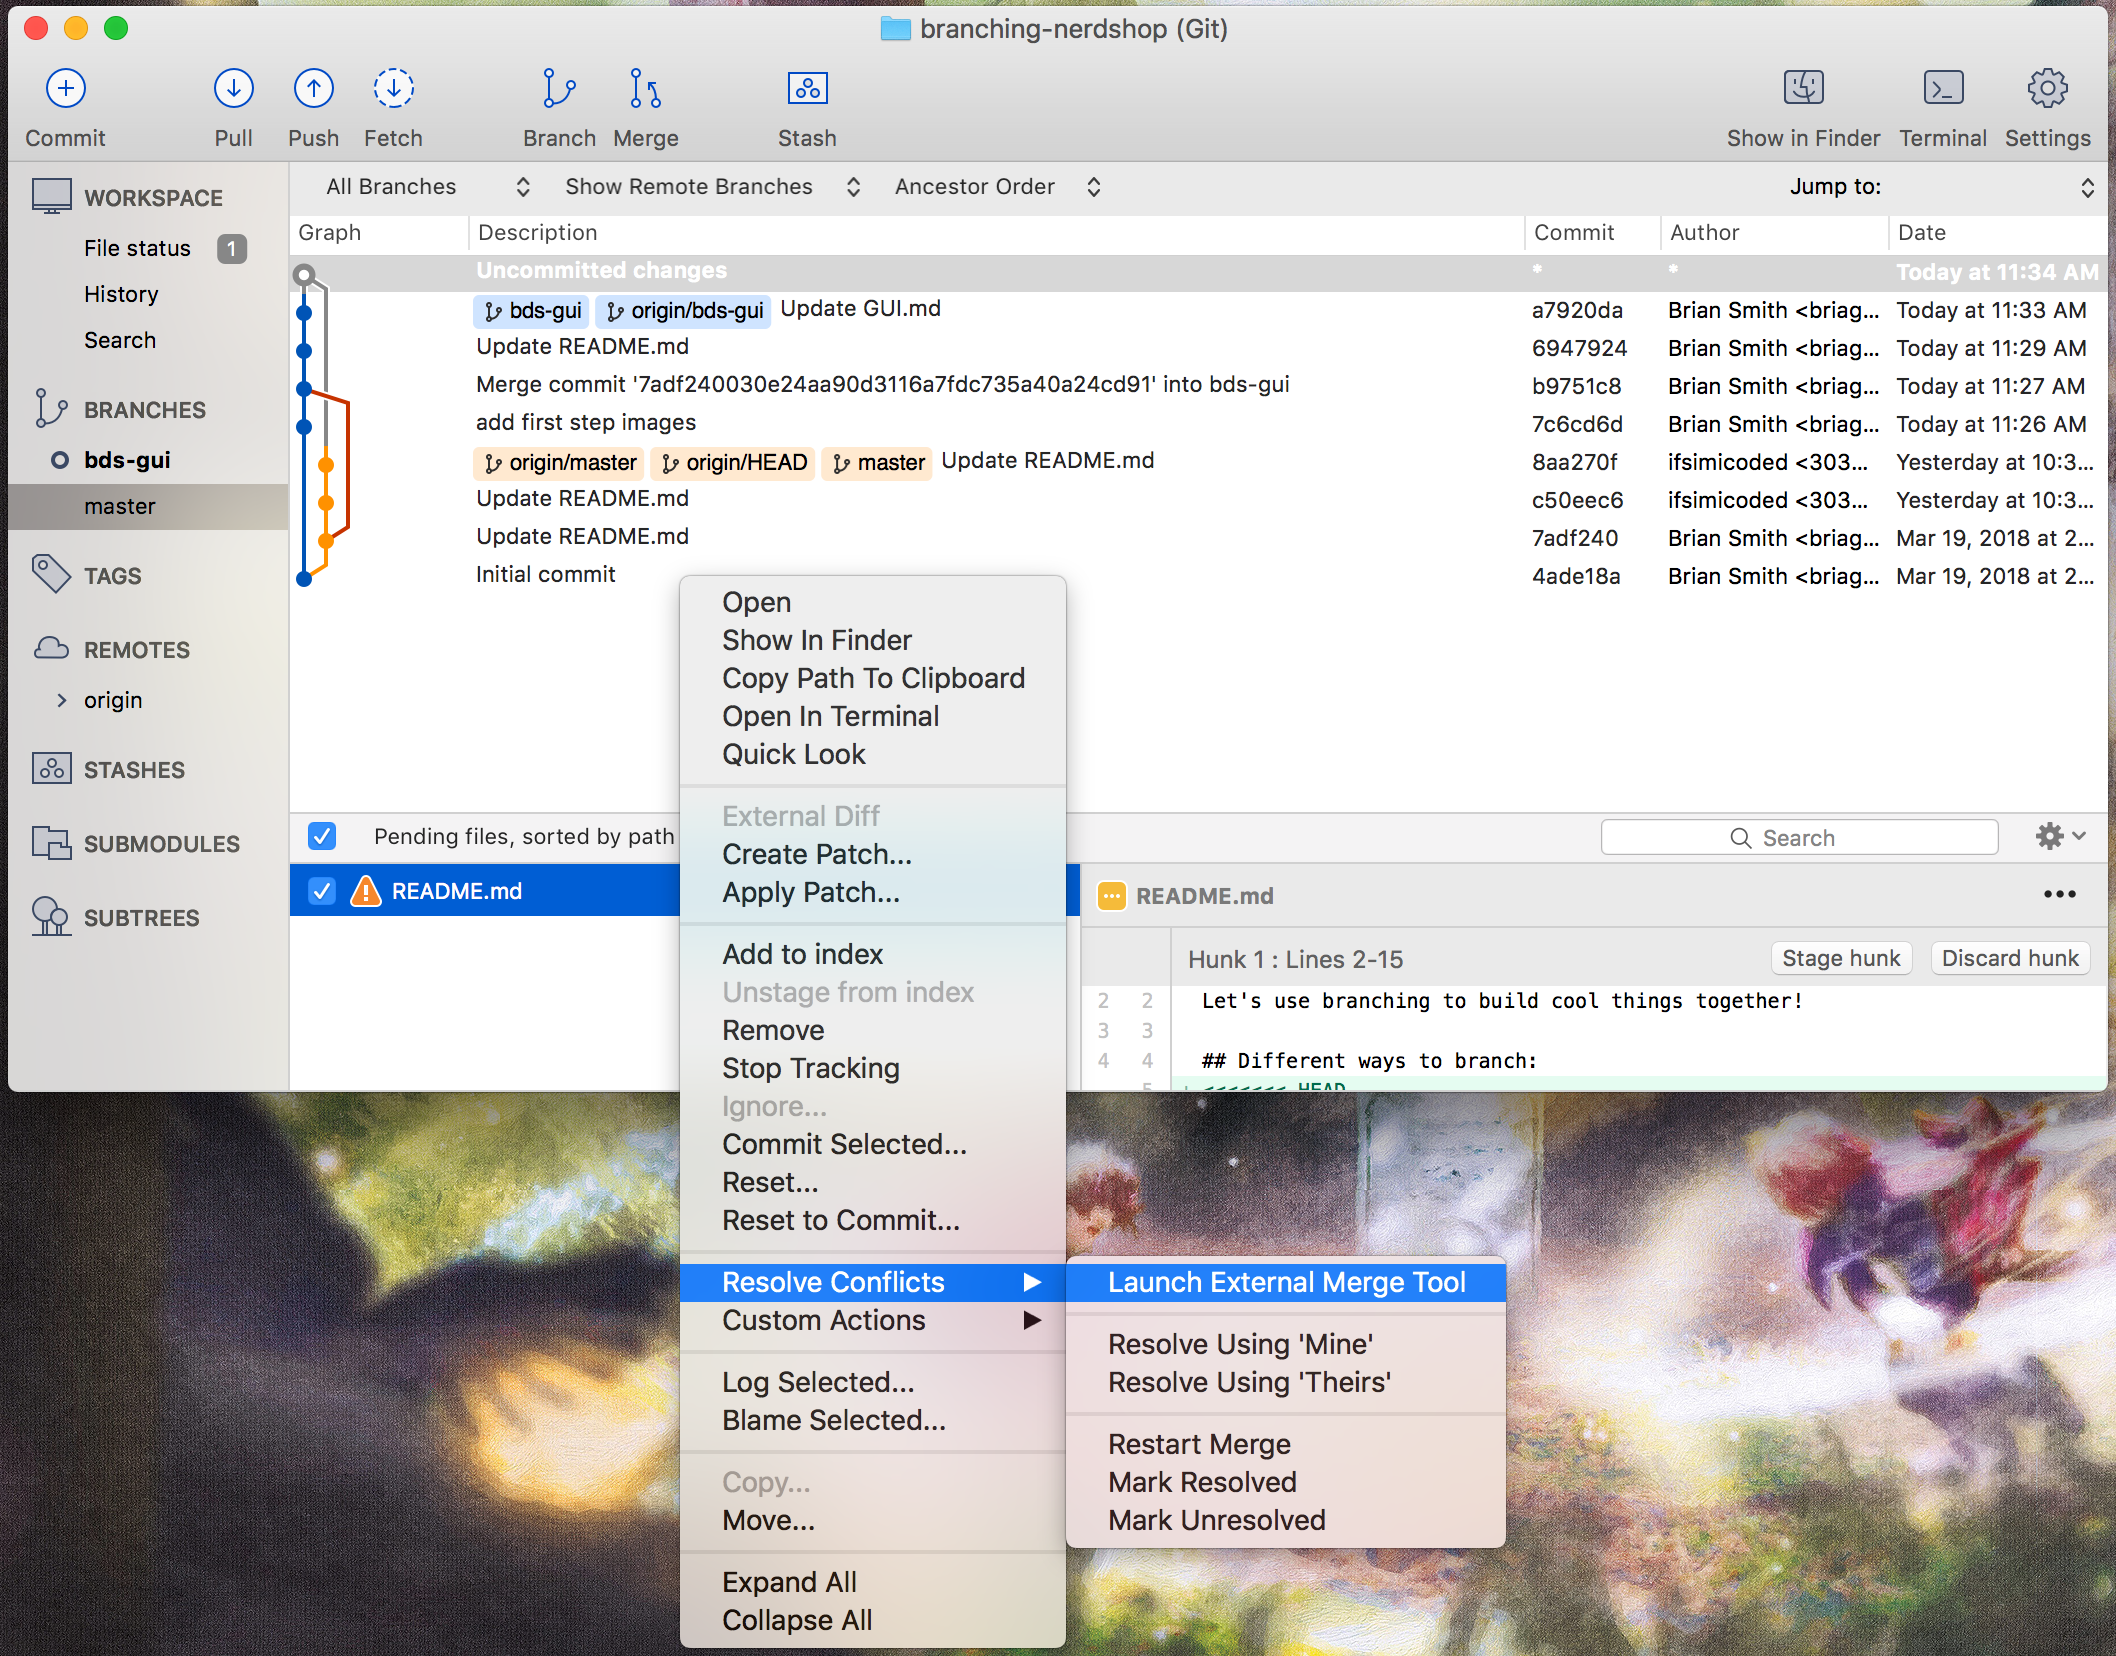 branching-nerdshop (Git)
Commit Pull Push Fetch Branch Merge Stash Show in Finder Terminal Settings
WORKSPACE
File status 1
History
Search
BRANCHES
bds-gui
master
TAGS
REMOTES
origin
STASHES
SUBMODULES
SUBTREES
All Branches Show Remote Branches Ancestor Order Jump to:
Graph Description Commit Author Date
Uncommitted changes * * Today at 11:34 AM
bds-gui origin/bds-gui Update GUI.md a7920da Brian Smith <briag... Today at 11:33 AM
Update README.md 6947924 Brian Smith <briag... Today at 11:29 AM
Merge commit '7adf240030e24aa90d3116a7fdc735a40a24cd91' into bds-gui b9751c8 Brian Smith <briag... Today at 11:27 AM
add first step images 7c6cd6d Brian Smith <briag... Today at 11:26 AM
origin/master origin/HEAD master Update README.md 8aa270f ifsimicoded <303... Yesterday at 10:3...
Update README.md c50eec6 ifsimicoded <303... Yesterday at 10:3...
Update README.md 7adf240 Brian Smith <briag... Mar 19, 2018 at 2...
Initial commit 4ade18a Brian Smith <briag... Mar 19, 2018 at 2...
Pending files, sorted by path
Search
README.md
README.md
Hunk 1 : Lines 2-15 Stage hunk Discard hunk
2 2 Let's use branching to build cool things together!
3 3
4 4 ## Different ways to branch:
5 + <<<<<<< HEAD
Open
Show In Finder
Copy Path To Clipboard
Open In Terminal
Quick Look
External Diff
Create Patch...
Apply Patch...
Add to index
Unstage from index
Remove
Stop Tracking
Ignore...
Commit Selected...
Reset...
Reset to Commit...
Resolve Conflicts
Custom Actions
Log Selected...
Blame Selected...
Copy...
Move...
Expand All
Collapse All
Launch External Merge Tool
Resolve Using 'Mine'
Resolve Using 'Theirs'
Restart Merge
Mark Resolved
Mark Unresolved